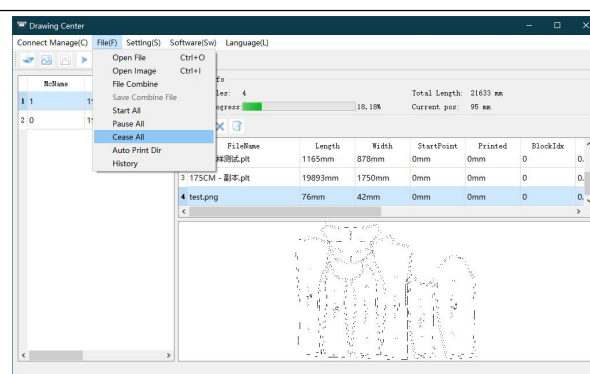 Drawing Center
Connect Manage(C) File(F) Setting(S) Software(Sw) Language(L)
Open File Ctrl+O
Open Image Ctrl+I
File Combine
Save Combine File
Start All
Pause All
Cease All
Auto Print Dir
History
McName
1 1
2 0
4 Total Length: 21633 mm
18.18% Current pos: 95 mm
FileName Length Width StartPoint Printed BlockIdx
样测试.plt 1165mm 878mm 0mm 0mm 0
3 175CM - 副本.plt 19893mm 1750mm 0mm 0mm 0
4 test.png 76mm 42mm 0mm 0mm 0